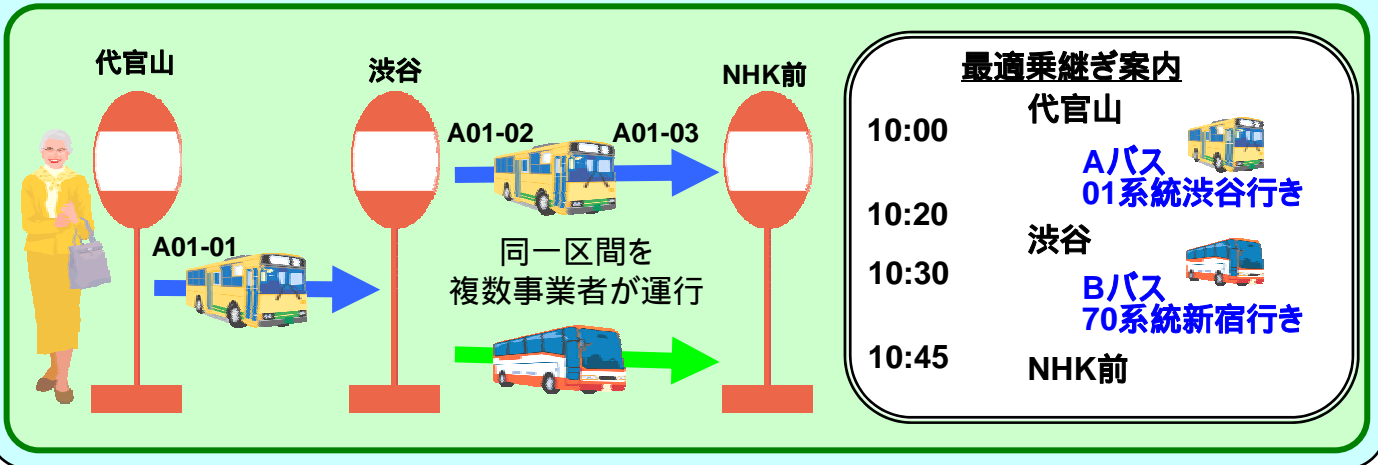 代官山
渋谷
NHK前
A01-01
A01-02
A01-03
同一区間を
複数事業者が運行
最適乗継ぎ案内
10:00
代官山
Aバス
01系統渋谷行き
10:20
渋谷
10:30
Bバス
70系統新宿行き
10:45
NHK前